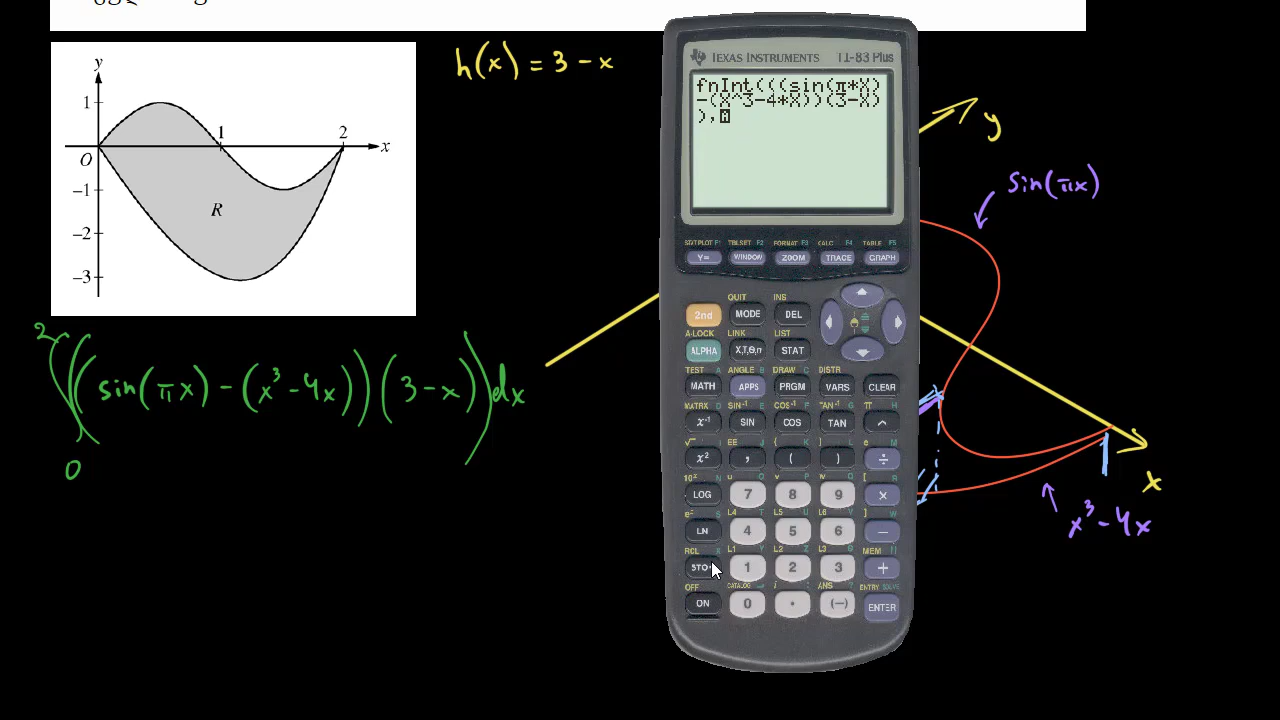 h(x) = 3 - x
y
1
1
2
x
O
-1
R
-2
-3
TEXAS INSTRUMENTS TI-83 Plus
fnInt(((sin(π*X)
-(X^3-4*X))(3-X)
),A
STAT PLOT F1 TBLSET F2 FORMAT F3 CALC F4 TABLE F5
Y= WINDOW ZOOM TRACE GRAPH
QUIT INS
2nd MODE DEL
A-LOCK LINK LIST
ALPHA X,T,Θ,n STAT
TEST A ANGLE B DRAW C DISTR
MATH APPS PRGM VARS CLEAR
MATRX D SIN⁻¹ E COS⁻¹ F TAN⁻¹ G π H
x⁻¹ SIN COS TAN ^
√ I EE J { K } L e M
x² , ( ) ÷
10ˣ N u O v P w Q [ R
LOG 7 8 9 ×
eˣ S L4 T L5 U L6 V ] W
LN 4 5 6 −
RCL X L1 Y L2 Z L3 Θ MEM "
STO 1 2 3 +
OFF CATALOG i : ANS ? ENTRY SOLVE
ON 0 . (−) ENTER
y
sin(πx)
x
x³ - 4x
2
∫ ((sin(πx) - (x³ - 4x))(3 - x))dx
0